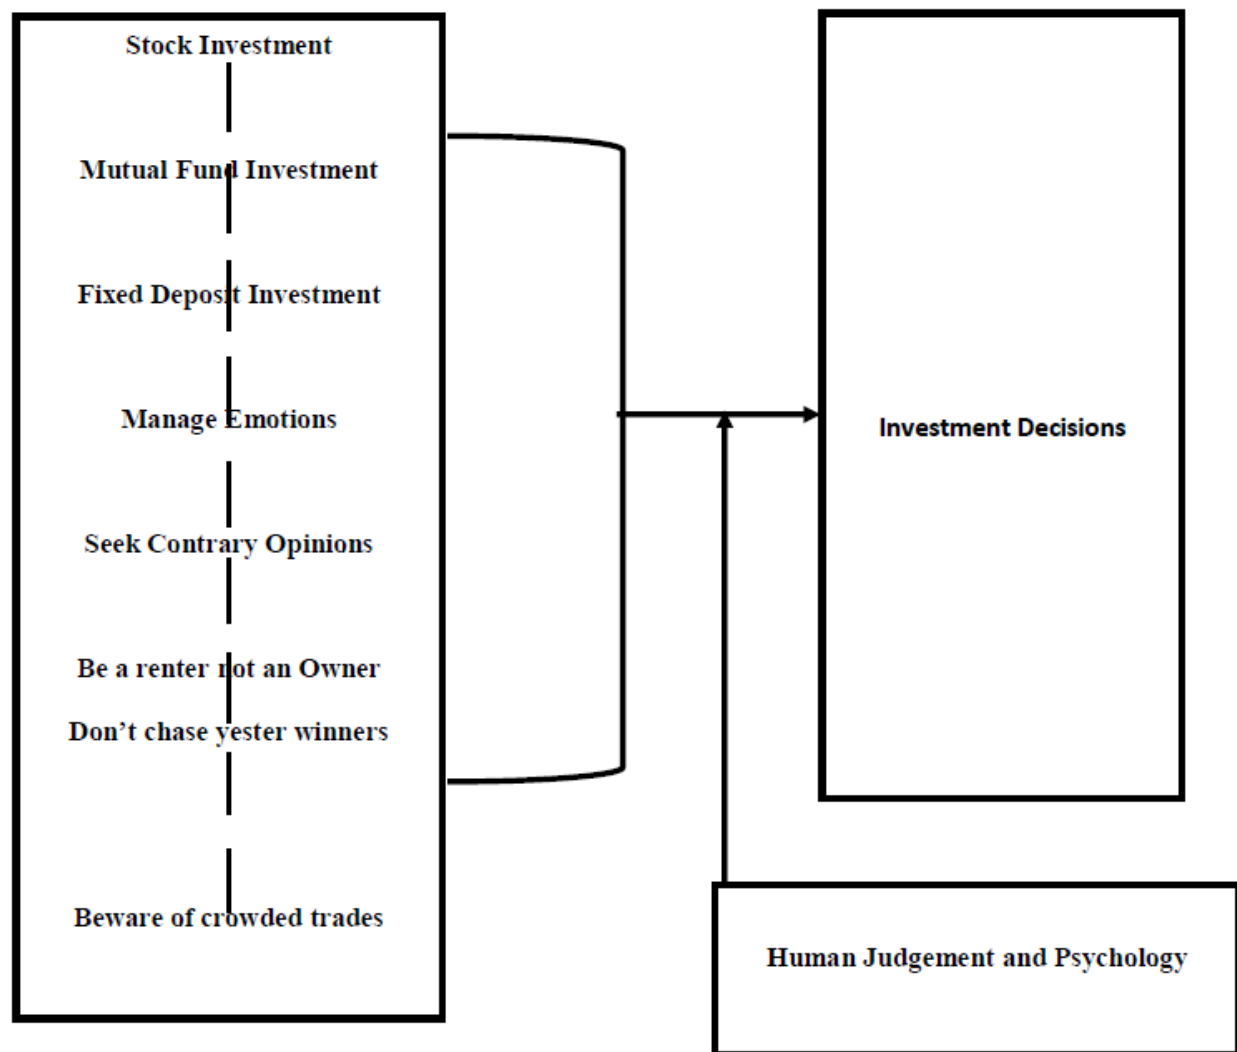 Stock Investment
Mutual Fund Investment
Fixed Deposit Investment
Manage Emotions
Seek Contrary Opinions
Be a renter not an Owner
Don’t chase yester winners
Beware of crowded trades
Investment Decisions
Human Judgement and Psychology